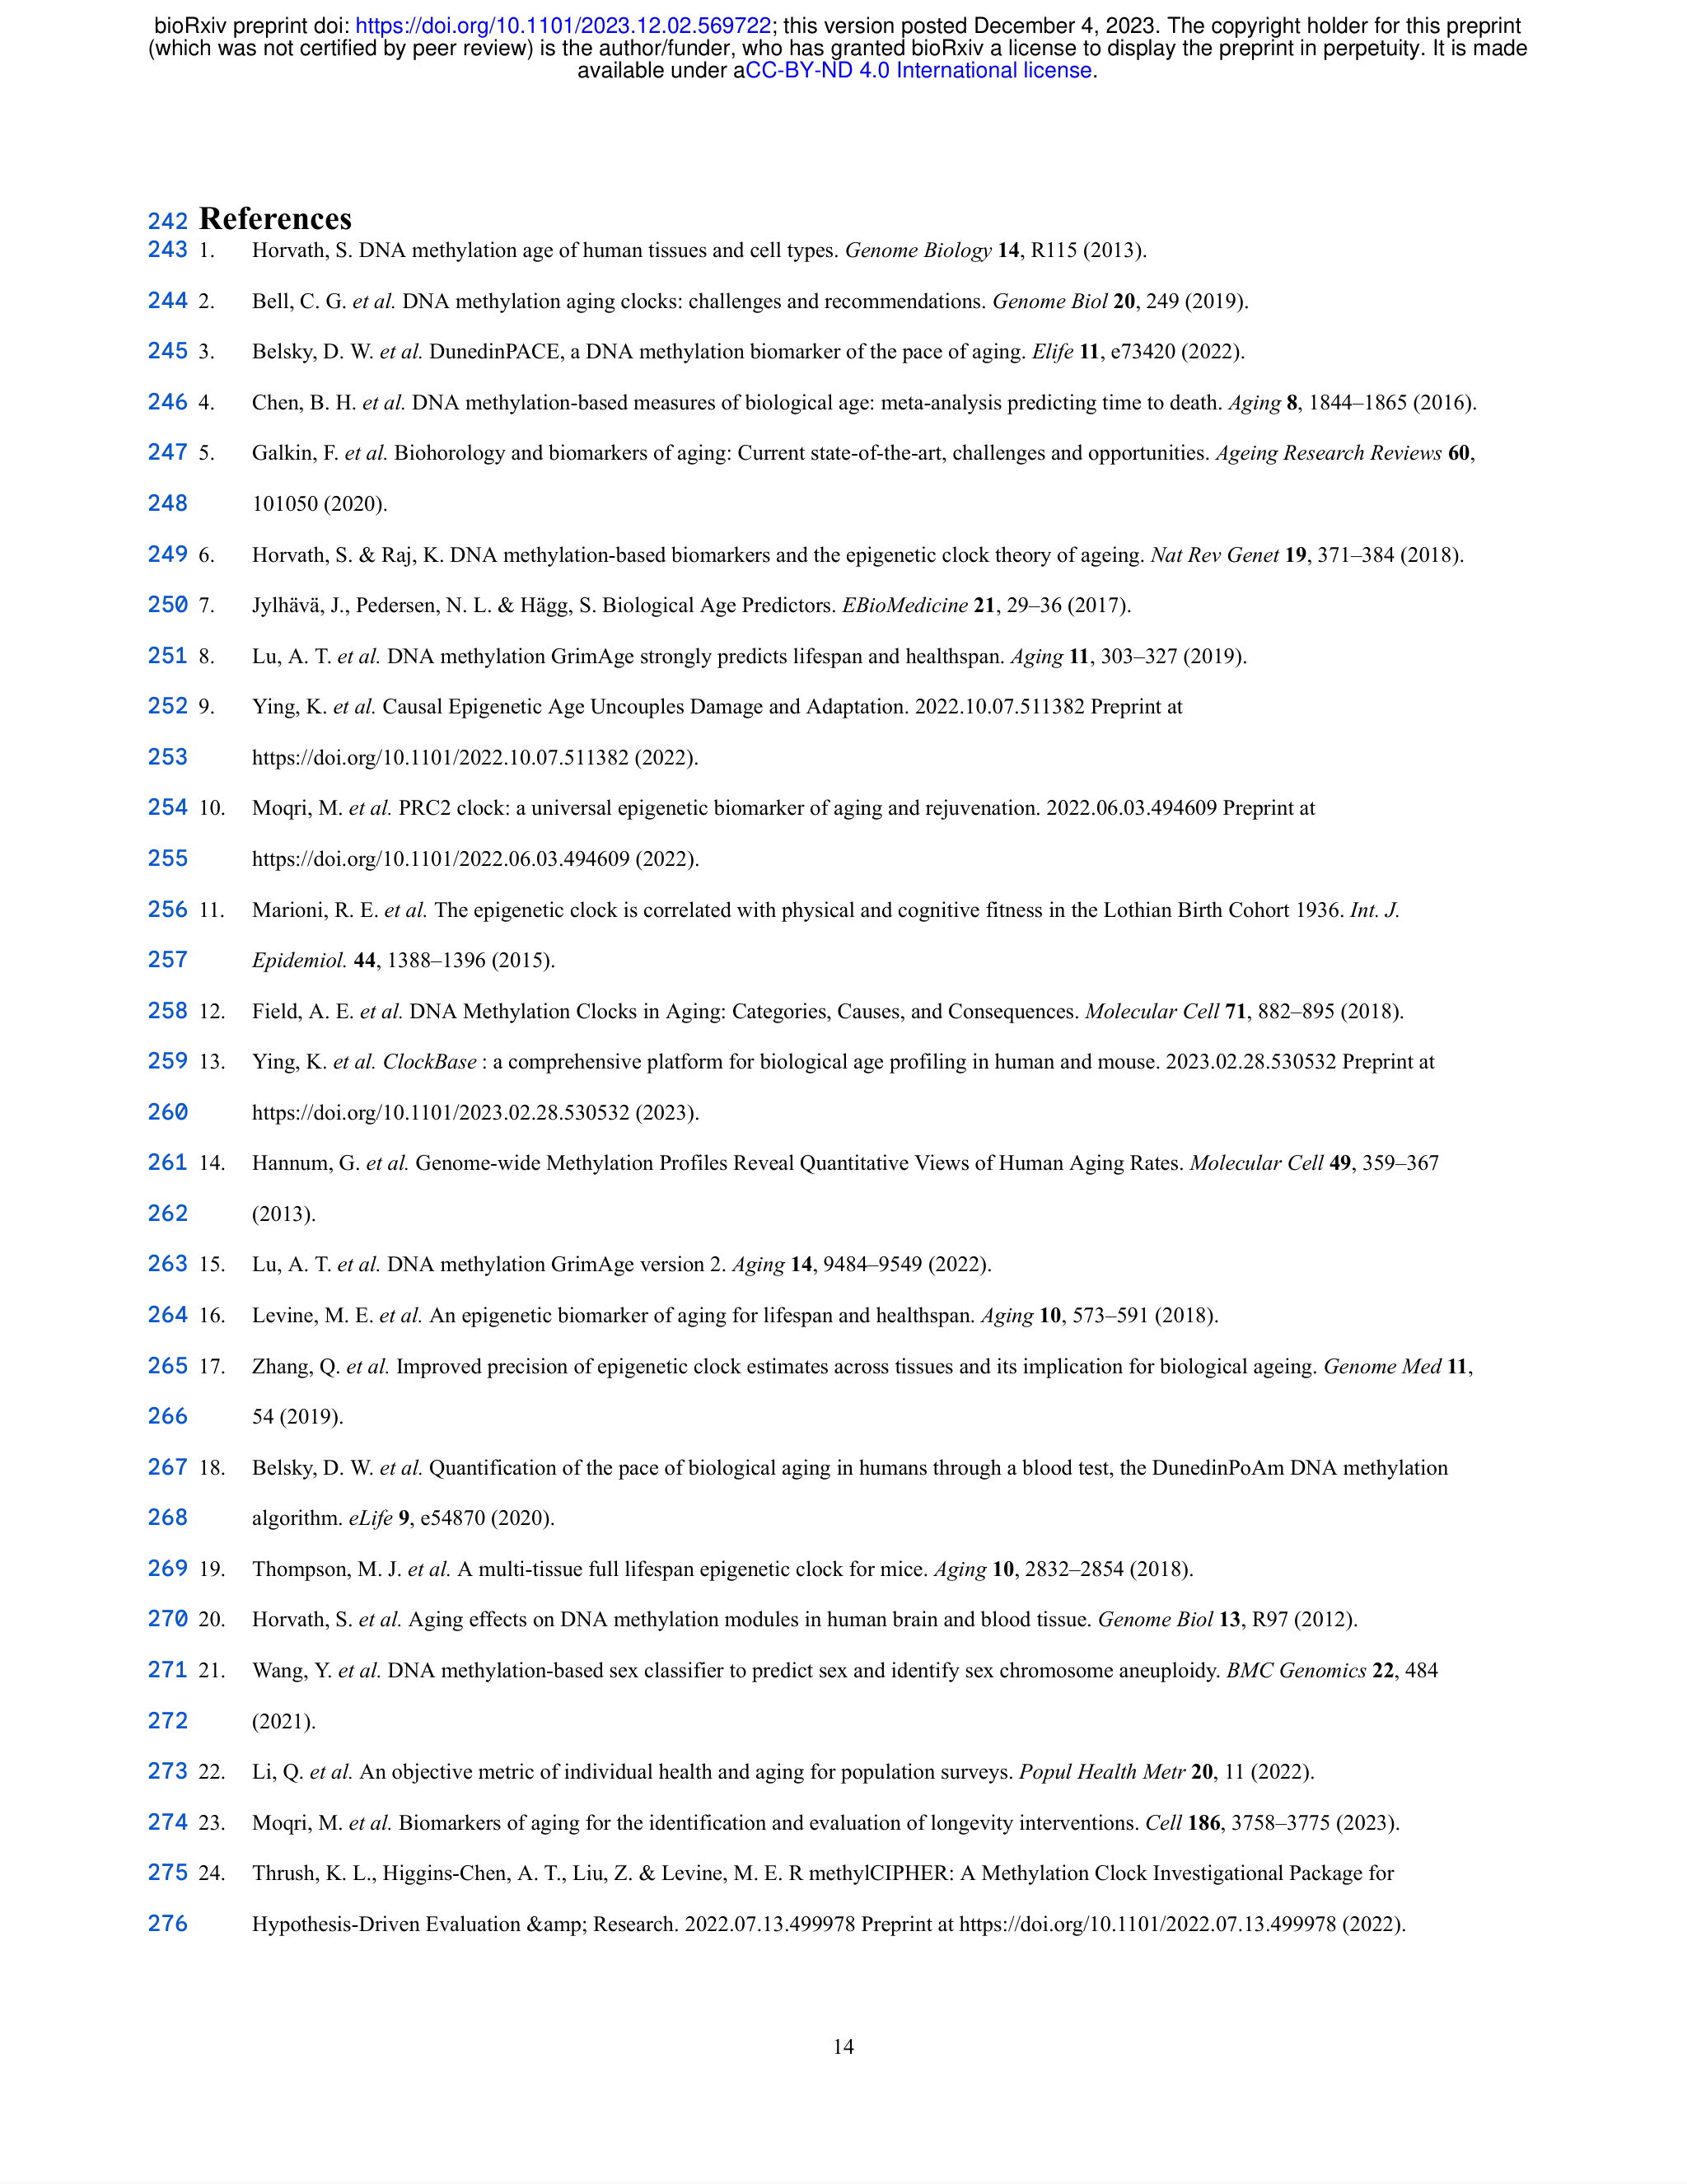 bioRxiv preprint doi: https://doi.org/10.1101/2023.12.02.569722; this version posted December 4, 2023. The copyright holder for this preprint
(which was not certified by peer review) is the author/funder, who has granted bioRxiv a license to display the preprint in perpetuity. It is made
available under aCC-BY-ND 4.0 International license.
242 References
243 1. Horvath, S. DNA methylation age of human tissues and cell types. Genome Biology 14, R115 (2013).
244 2. Bell, C. G. et al. DNA methylation aging clocks: challenges and recommendations. Genome Biol 20, 249 (2019).
245 3. Belsky, D. W. et al. DunedinPACE, a DNA methylation biomarker of the pace of aging. Elife 11, e73420 (2022).
246 4. Chen, B. H. et al. DNA methylation-based measures of biological age: meta-analysis predicting time to death. Aging 8, 1844–1865 (2016).
247 5. Galkin, F. et al. Biohorology and biomarkers of aging: Current state-of-the-art, challenges and opportunities. Ageing Research Reviews 60,
248 101050 (2020).
249 6. Horvath, S. & Raj, K. DNA methylation-based biomarkers and the epigenetic clock theory of ageing. Nat Rev Genet 19, 371–384 (2018).
250 7. Jylhävä, J., Pedersen, N. L. & Hägg, S. Biological Age Predictors. EBioMedicine 21, 29–36 (2017).
251 8. Lu, A. T. et al. DNA methylation GrimAge strongly predicts lifespan and healthspan. Aging 11, 303–327 (2019).
252 9. Ying, K. et al. Causal Epigenetic Age Uncouples Damage and Adaptation. 2022.10.07.511382 Preprint at
253 https://doi.org/10.1101/2022.10.07.511382 (2022).
254 10. Moqri, M. et al. PRC2 clock: a universal epigenetic biomarker of aging and rejuvenation. 2022.06.03.494609 Preprint at
255 https://doi.org/10.1101/2022.06.03.494609 (2022).
256 11. Marioni, R. E. et al. The epigenetic clock is correlated with physical and cognitive fitness in the Lothian Birth Cohort 1936. Int. J.
257 Epidemiol. 44, 1388–1396 (2015).
258 12. Field, A. E. et al. DNA Methylation Clocks in Aging: Categories, Causes, and Consequences. Molecular Cell 71, 882–895 (2018).
259 13. Ying, K. et al. ClockBase : a comprehensive platform for biological age profiling in human and mouse. 2023.02.28.530532 Preprint at
260 https://doi.org/10.1101/2023.02.28.530532 (2023).
261 14. Hannum, G. et al. Genome-wide Methylation Profiles Reveal Quantitative Views of Human Aging Rates. Molecular Cell 49, 359–367
262 (2013).
263 15. Lu, A. T. et al. DNA methylation GrimAge version 2. Aging 14, 9484–9549 (2022).
264 16. Levine, M. E. et al. An epigenetic biomarker of aging for lifespan and healthspan. Aging 10, 573–591 (2018).
265 17. Zhang, Q. et al. Improved precision of epigenetic clock estimates across tissues and its implication for biological ageing. Genome Med 11,
266 54 (2019).
267 18. Belsky, D. W. et al. Quantification of the pace of biological aging in humans through a blood test, the DunedinPoAm DNA methylation
268 algorithm. eLife 9, e54870 (2020).
269 19. Thompson, M. J. et al. A multi-tissue full lifespan epigenetic clock for mice. Aging 10, 2832–2854 (2018).
270 20. Horvath, S. et al. Aging effects on DNA methylation modules in human brain and blood tissue. Genome Biol 13, R97 (2012).
271 21. Wang, Y. et al. DNA methylation-based sex classifier to predict sex and identify sex chromosome aneuploidy. BMC Genomics 22, 484
272 (2021).
273 22. Li, Q. et al. An objective metric of individual health and aging for population surveys. Popul Health Metr 20, 11 (2022).
274 23. Moqri, M. et al. Biomarkers of aging for the identification and evaluation of longevity interventions. Cell 186, 3758–3775 (2023).
275 24. Thrush, K. L., Higgins-Chen, A. T., Liu, Z. & Levine, M. E. R methylCIPHER: A Methylation Clock Investigational Package for
276 Hypothesis-Driven Evaluation &amp; Research. 2022.07.13.499978 Preprint at https://doi.org/10.1101/2022.07.13.499978 (2022).
14